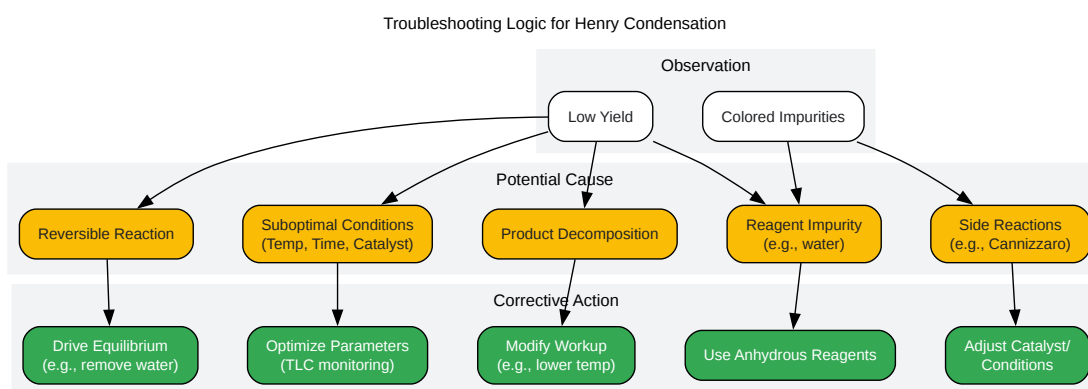 Troubleshooting Logic for Henry Condensation
Observation
Low Yield
Colored Impurities
Potential Cause
Reversible Reaction
Suboptimal Conditions
(Temp, Time, Catalyst)
Product Decomposition
Reagent Impurity
(e.g., water)
Side Reactions
(e.g., Cannizzaro)
Corrective Action
Drive Equilibrium
(e.g., remove water)
Optimize Parameters
(TLC monitoring)
Modify Workup
(e.g., lower temp)
Use Anhydrous Reagents
Adjust Catalyst/
Conditions